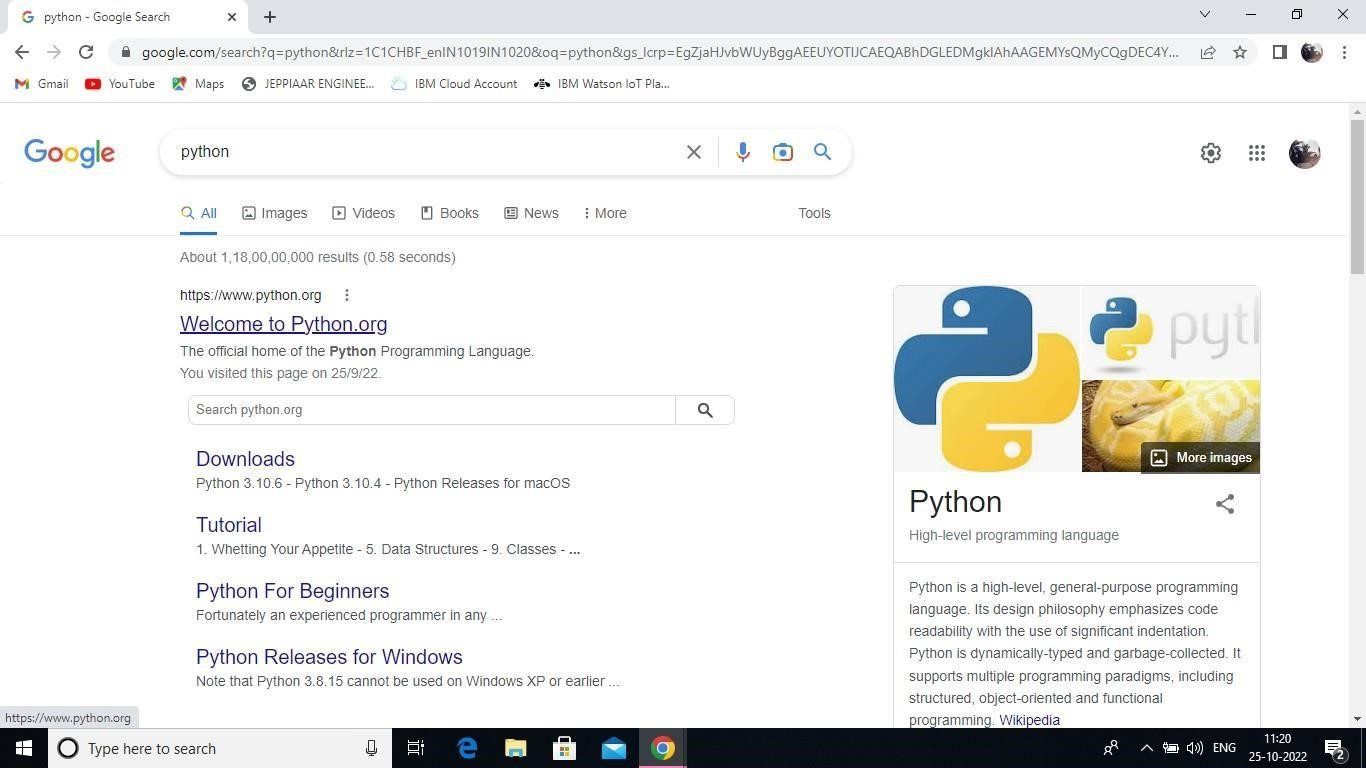 python - Google Search
google.com/search?q=python&rlz=1C1CHBF_enIN1019IN1020&oq=python&gs_lcrp=EgZjaHJvbWUyBggAEEUYOTIJCAEQABhDGLEDMgkIAhAAGEMYsQMyCQgDEC4Y...
Gmail YouTube Maps JEPPIAAR ENGINEE... IBM Cloud Account IBM Watson IoT Pla...
Google
python
All Images Videos Books News More Tools
About 1,18,00,00,000 results (0.58 seconds)
https://www.python.org
Welcome to Python.org
The official home of the Python Programming Language.
You visited this page on 25/9/22.
Search python.org
Downloads
Python 3.10.6 - Python 3.10.4 - Python Releases for macOS
Tutorial
1. Whetting Your Appetite - 5. Data Structures - 9. Classes - ...
Python For Beginners
Fortunately an experienced programmer in any ...
Python Releases for Windows
Note that Python 3.8.15 cannot be used on Windows XP or earlier ...
pyth
More images
Python
High-level programming language
Python is a high-level, general-purpose programming
language. Its design philosophy emphasizes code
readability with the use of significant indentation.
Python is dynamically-typed and garbage-collected. It
supports multiple programming paradigms, including
structured, object-oriented and functional
programming. Wikipedia
https://www.python.org
Type here to search
ENG
11:20
25-10-2022
2